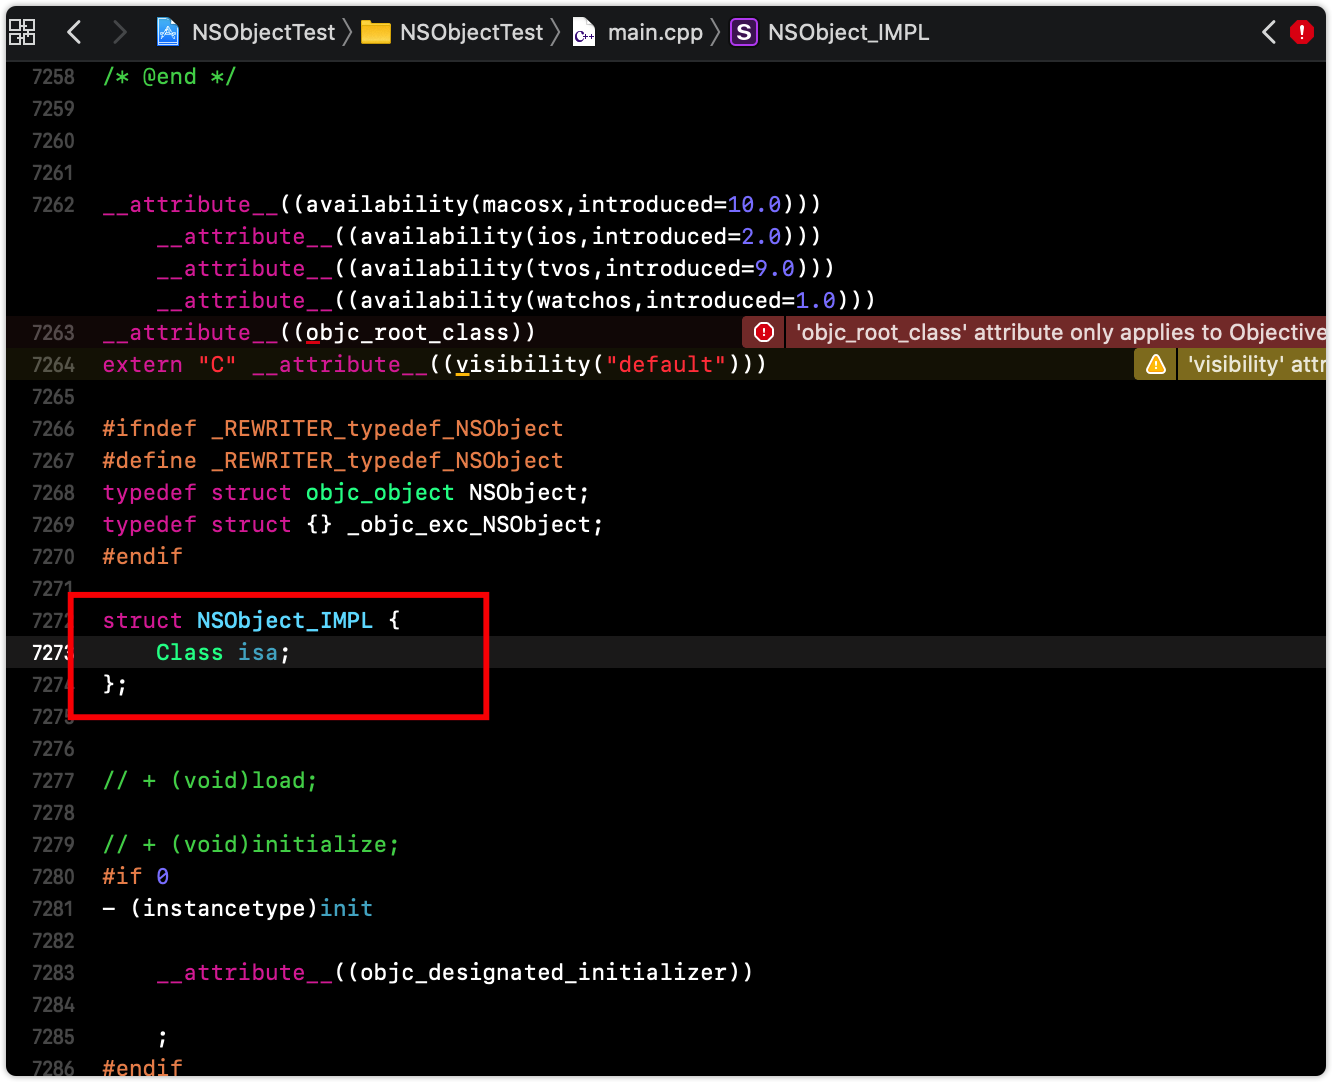 NSObjectTest NSObjectTest main.cpp S NSObject_IMPL
7258 /* @end */
7259
7260
7261
7262 __attribute__((availability(macosx,introduced=10.0)))
__attribute__((availability(ios,introduced=2.0)))
__attribute__((availability(tvos,introduced=9.0)))
__attribute__((availability(watchos,introduced=1.0)))
7263 __attribute__((objc_root_class)) 'objc_root_class' attribute only applies to Objective
7264 extern "C" __attribute__((visibility("default"))) 'visibility' attr
7265
7266 #ifndef _REWRITER_typedef_NSObject
7267 #define _REWRITER_typedef_NSObject
7268 typedef struct objc_object NSObject;
7269 typedef struct {} _objc_exc_NSObject;
7270 #endif
7271
7272 struct NSObject_IMPL {
7273 Class isa;
7274 };
7275
7276
7277 // + (void)load;
7278
7279 // + (void)initialize;
7280 #if 0
7281 - (instancetype)init
7282
7283 __attribute__((objc_designated_initializer))
7284
7285 ;
7286 #endif